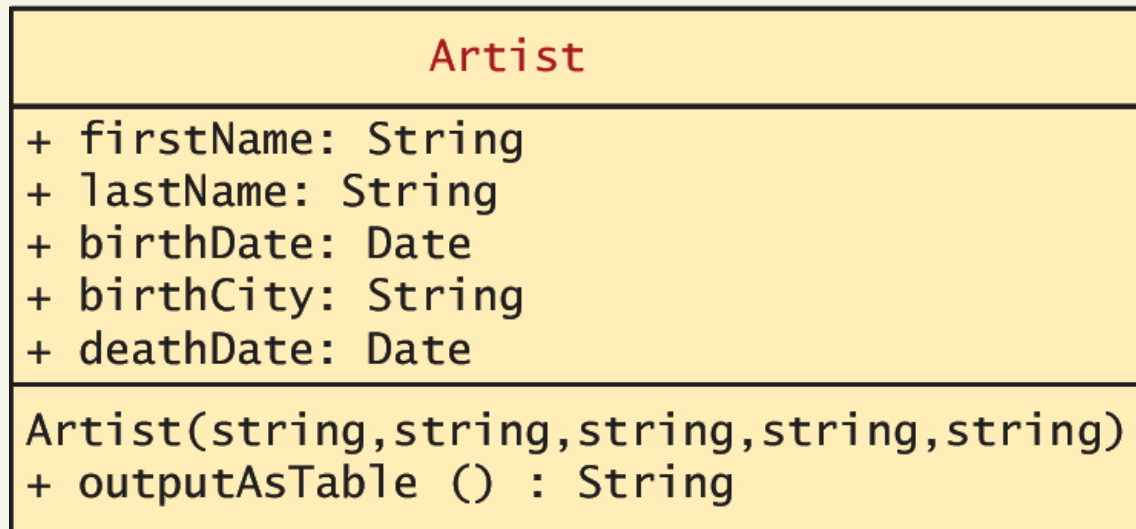 Artist
+ firstName: String
+ lastName: String
+ birthDate: Date
+ birthCity: String
+ deathDate: Date
Artist(string,string,string,string,string)
+ outputAsTable () : String